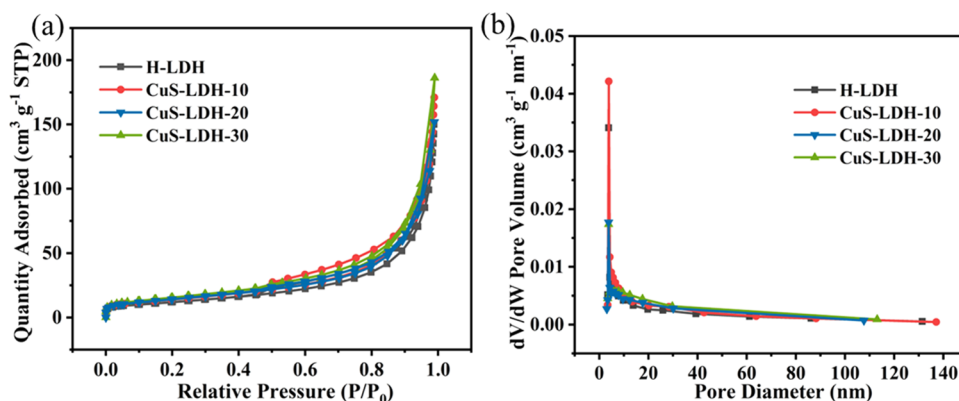 (a)
Quantity Adsorbed (cm³ g⁻¹ STP)
200
150
100
50
0
H-LDH
CuS-LDH-10
CuS-LDH-20
CuS-LDH-30
0.0 0.2 0.4 0.6 0.8 1.0
Relative Pressure (P/P₀)
(b)
dV/dW Pore Volume (cm³ g⁻¹ nm⁻¹)
0.05
0.04
0.03
0.02
0.01
0.00
H-LDH
CuS-LDH-10
CuS-LDH-20
CuS-LDH-30
0 20 40 60 80 100 120 140
Pore Diameter (nm)